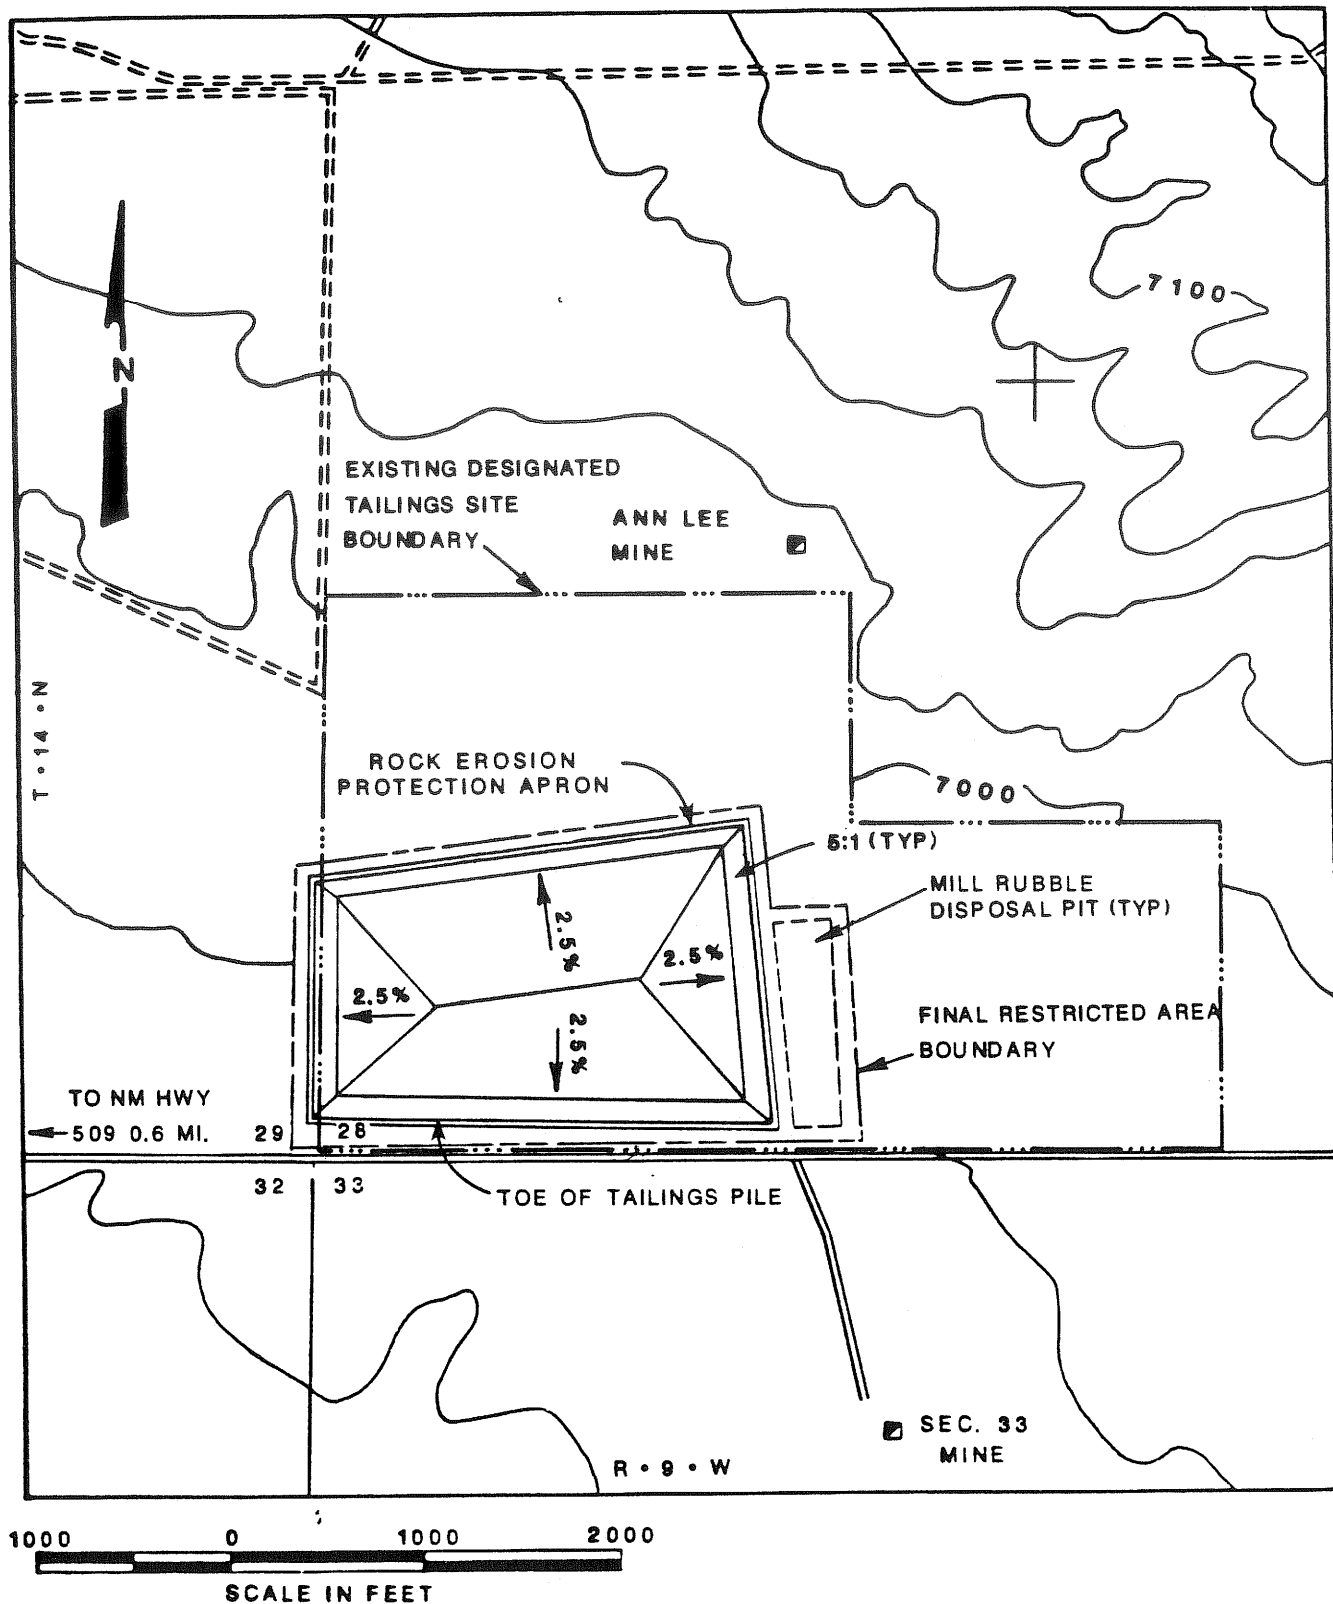 7100
N
EXISTING DESIGNATED
TAILINGS SITE
BOUNDARY
ANN LEE
MINE
T • 14 • N
ROCK EROSION
PROTECTION APRON
7000
5:1 (TYP)
MILL RUBBLE
DISPOSAL PIT (TYP)
2.5%
2.5%
2.5%
2.5%
FINAL RESTRICTED AREA
BOUNDARY
TO NM HWY
509 0.6 MI.
29 28
32 33
TOE OF TAILINGS PILE
SEC. 33
MINE
R • 9 • W
1000 0 1000 2000
SCALE IN FEET